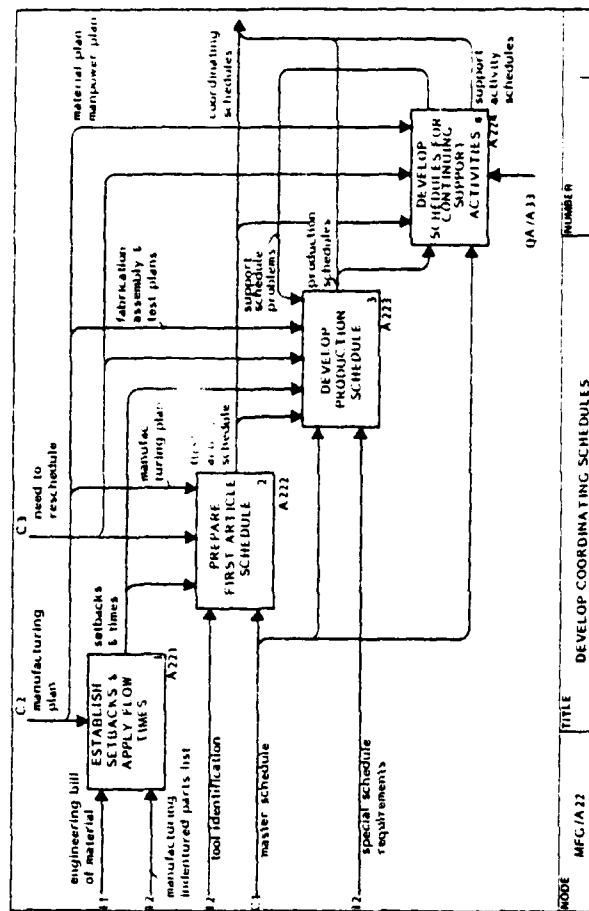 C2
manufacturing
plan
C3
need to
reschedule
material plan
manpower plan
engineering bill
of material
ESTABLISH
SETBACKS &
APPLY FLOW
TIMES
1
A221
setbacks
& times
manufacturing
indentured parts list
manufac-
turing plan
fabrication
assembly &
test plans
coordinating
schedules
tool identification
PREPARE
FIRST ARTICLE
SCHEDULE
2
A222
schedule
support
schedule
problems
master schedule
DEVELOP
PRODUCTION
SCHEDULE
3
A223
production
schedules
special schedule
requirements
DEVELOP
SCHEDULES FOR
CONTINUING
SUPPORT
ACTIVITIES
A224
support
activity
schedules
QA/A33
NODE
MFG/A22
TITLE
DEVELOP COORDINATING SCHEDULES
NUMBER